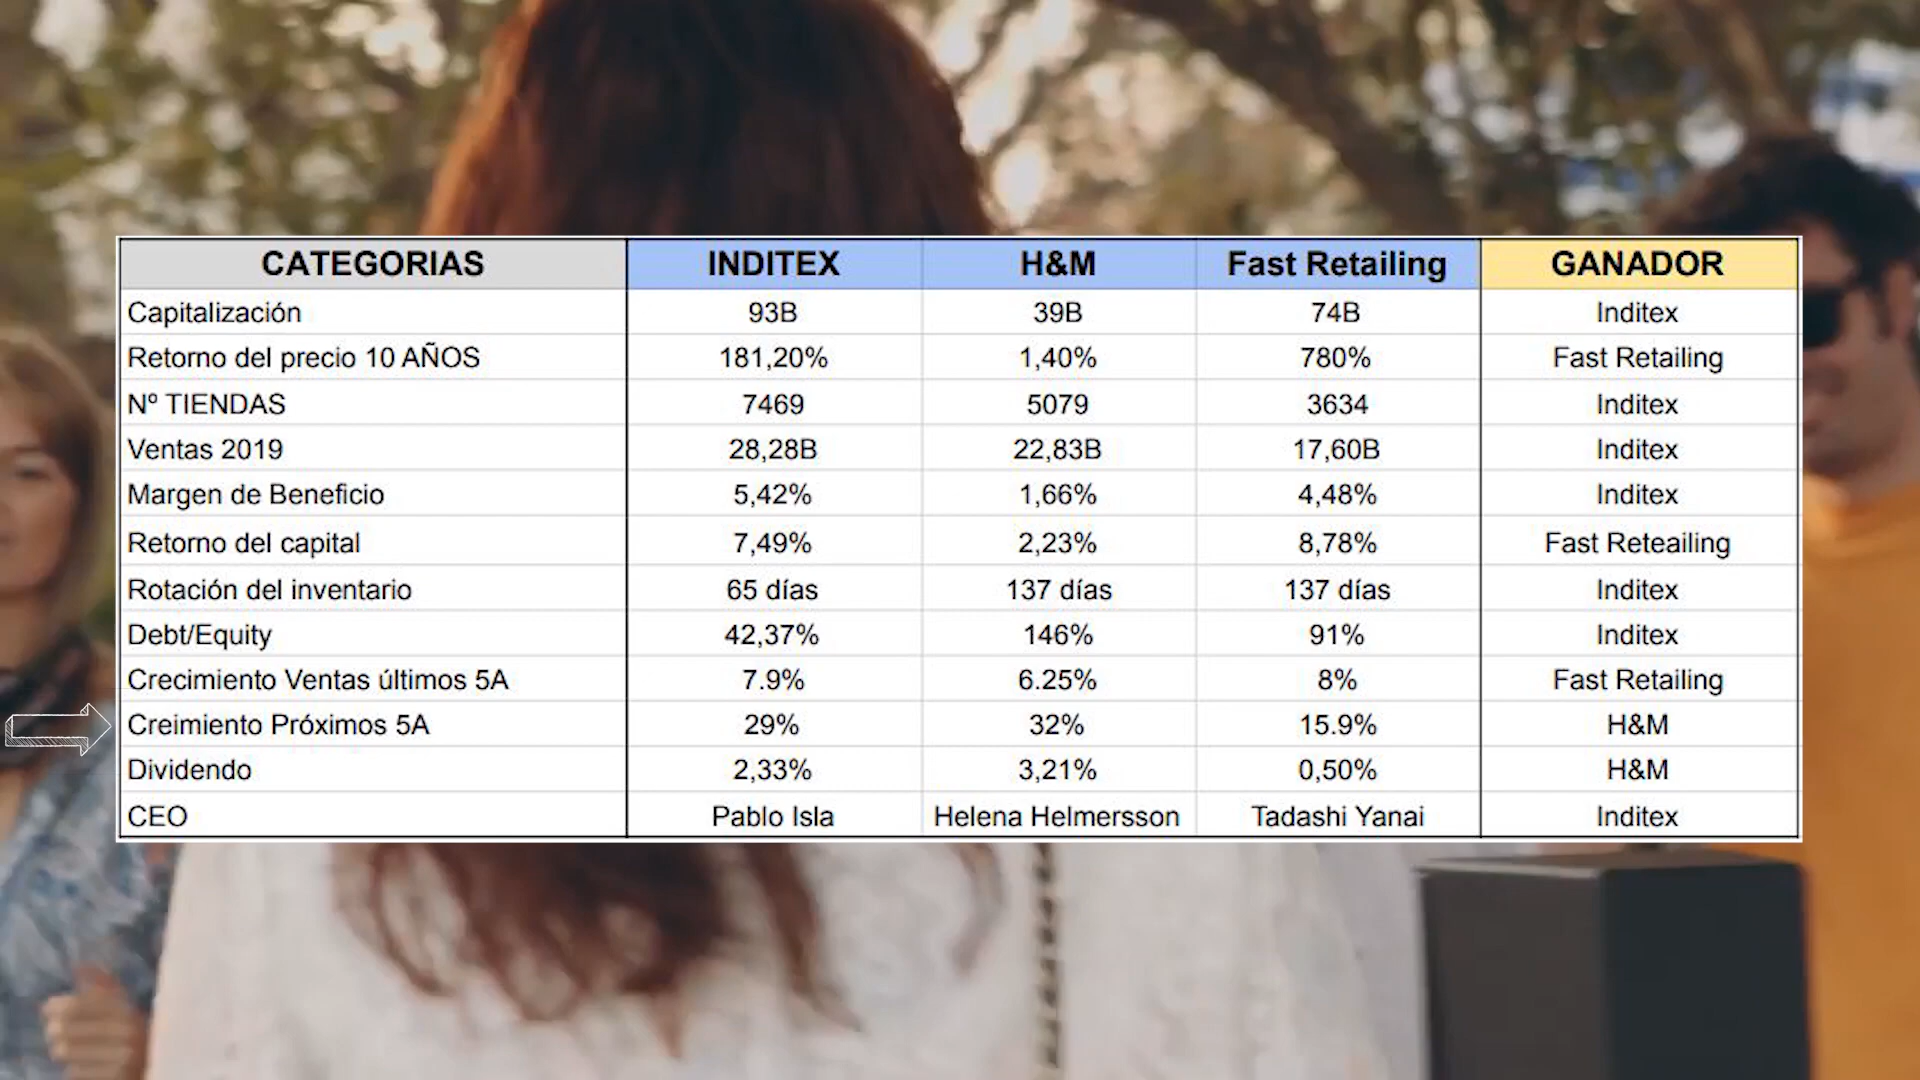 CATEGORIAS INDITEX H&M Fast Retailing GANADOR
Capitalización 93B 39B 74B Inditex
Retorno del precio 10 AÑOS 181,20% 1,40% 780% Fast Retailing
Nº TIENDAS 7469 5079 3634 Inditex
Ventas 2019 28,28B 22,83B 17,60B Inditex
Margen de Beneficio 5,42% 1,66% 4,48% Inditex
Retorno del capital 7,49% 2,23% 8,78% Fast Reteailing
Rotación del inventario 65 días 137 días 137 días Inditex
Debt/Equity 42,37% 146% 91% Inditex
Crecimiento Ventas últimos 5A 7.9% 6.25% 8% Fast Retailing
Creimiento Próximos 5A 29% 32% 15.9% H&M
Dividendo 2,33% 3,21% 0,50% H&M
CEO Pablo Isla Helena Helmersson Tadashi Yanai Inditex